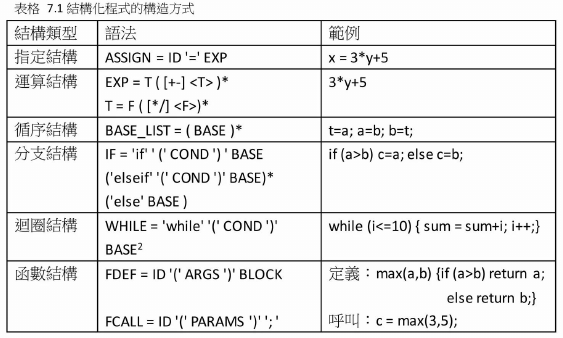 表格 7.1 結構化程式的構造方式
結構類型 語法 範例
指定結構 ASSIGN = ID '=' EXP x = 3*y+5
運算結構 EXP = T ( [+-] <T> )* 3*y+5
T = F ( [*/] <F>)*
循序結構 BASE_LIST = ( BASE )* t=a; a=b; b=t;
分支結構 IF = 'if' ' (' COND ') ' BASE if (a>b) c=a; else c=b;
('elseif' '(' COND ')' BASE)*
('else' BASE )
迴圈結構 WHILE = 'while' '(' COND ')' while (i<=10) { sum = sum+i; i++;}
BASE²
函數結構 FDEF = ID '(' ARGS ')' BLOCK 定義：max(a,b) {if (a>b) return a;
else return b;}
FCALL = ID '(' PARAMS ')' '; ' 呼叫：c = max(3,5);